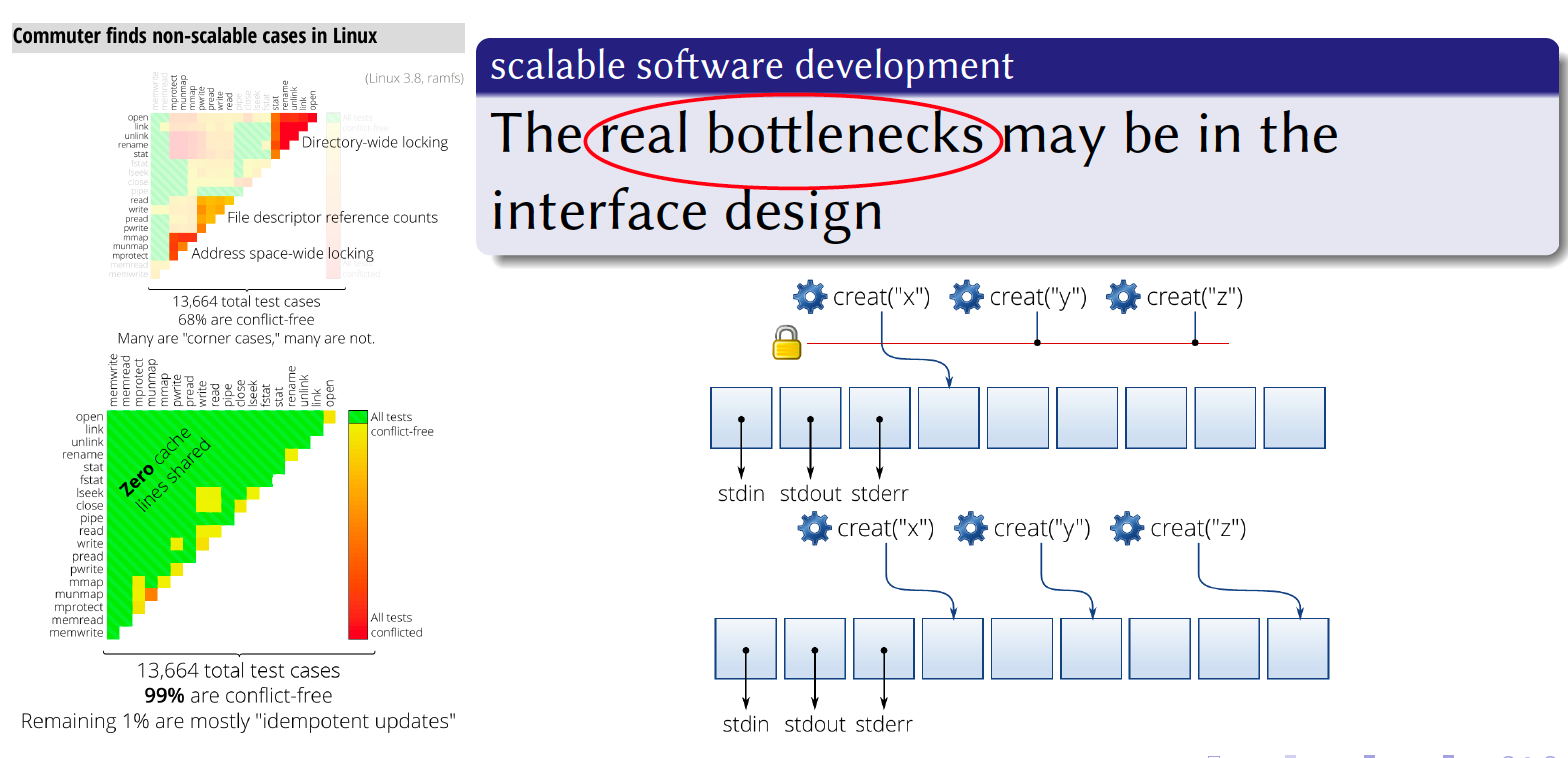 Commuter finds non-scalable cases in Linux
(Linux 3.8, ramfs)
memwrite
memread
mprotect
munmap
mmap
pwrite
pread
write
read
pipe
close
lseek
fstat
stat
rename
unlink
link
open
open
link
unlink
rename
stat
fstat
lseek
close
pipe
read
write
pread
pwrite
mmap
munmap
mprotect
memread
memwrite
All tests
conflict-free
Directory-wide locking
File descriptor reference counts
Address space-wide locking
conflicted
13,664 total test cases
68% are conflict-free
Many are "corner cases," many are not.
memwrite
memread
mprotect
munmap
mmap
pwrite
pread
write
read
pipe
close
lseek
fstat
stat
rename
unlink
link
open
open
link
unlink
rename
stat
fstat
lseek
close
pipe
read
write
pread
pwrite
mmap
munmap
mprotect
memread
memwrite
Zero cache
lines shared
All tests
conflict-free
All tests
conflicted
13,664 total test cases
99% are conflict-free
Remaining 1% are mostly "idempotent updates"
scalable software development
The real bottlenecks may be in the
interface design
creat("x") creat("y") creat("z")
stdin stdout stderr
creat("x") creat("y") creat("z")
stdin stdout stderr